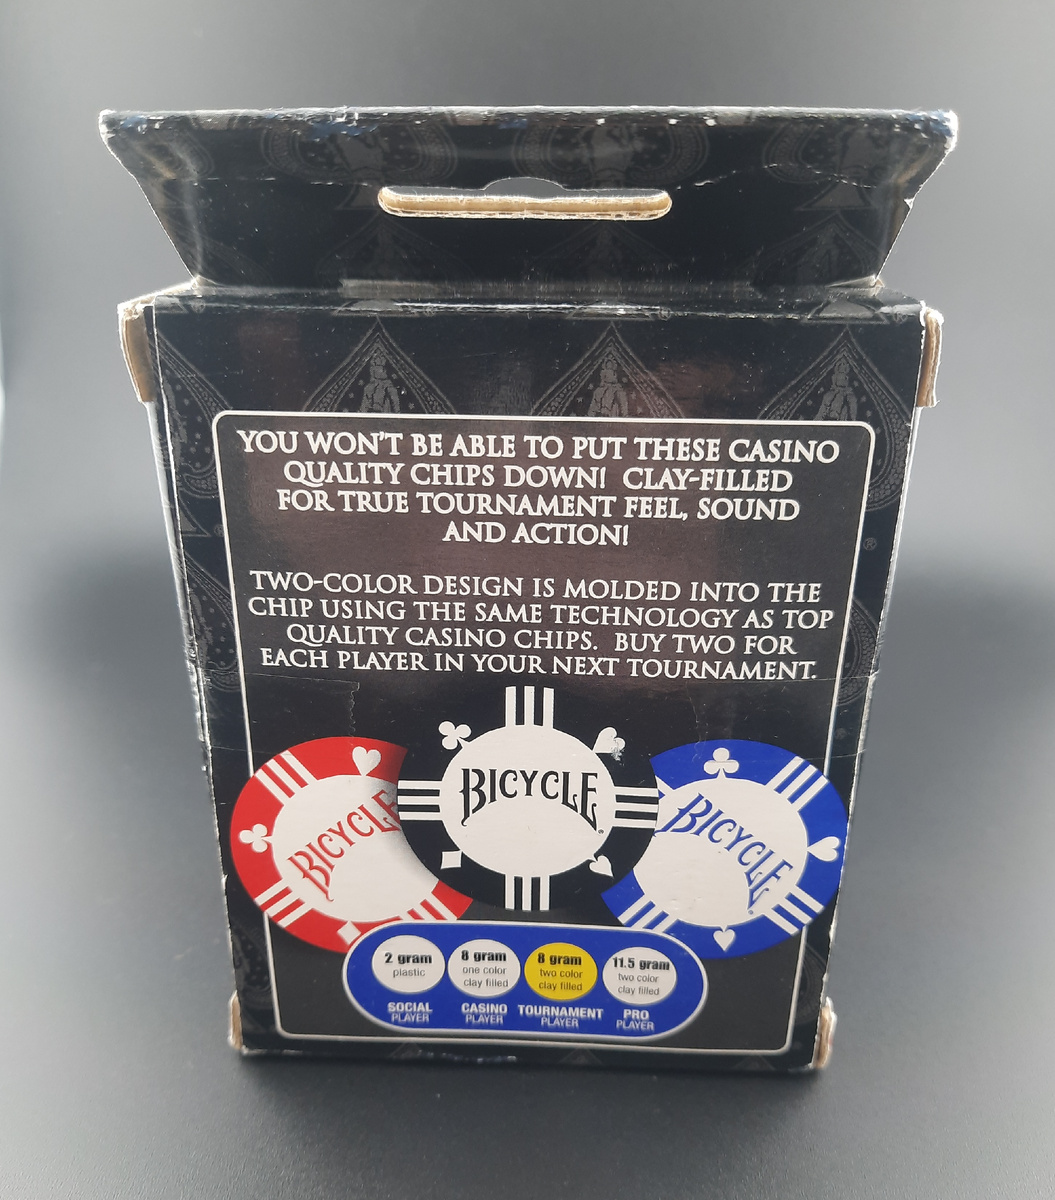 YOU WON'T BE ABLE TO PUT THESE CASINO
QUALITY CHIPS DOWN! CLAY-FILLED
FOR TRUE TOURNAMENT FEEL, SOUND
AND ACTION!
TWO-COLOR DESIGN IS MOLDED INTO THE
CHIP USING THE SAME TECHNOLOGY AS TOP
QUALITY CASINO CHIPS. BUY TWO FOR
EACH PLAYER IN YOUR NEXT TOURNAMENT.
BICYCLE
BICYCLE
BICYCLE
2 gram
plastic
SOCIAL
PLAYER
8 gram
one color
clay filled
CASINO
PLAYER
8 gram
two color
clay filled
TOURNAMENT
PLAYER
11.5 gram
two color
clay filled
PRO
PLAYER